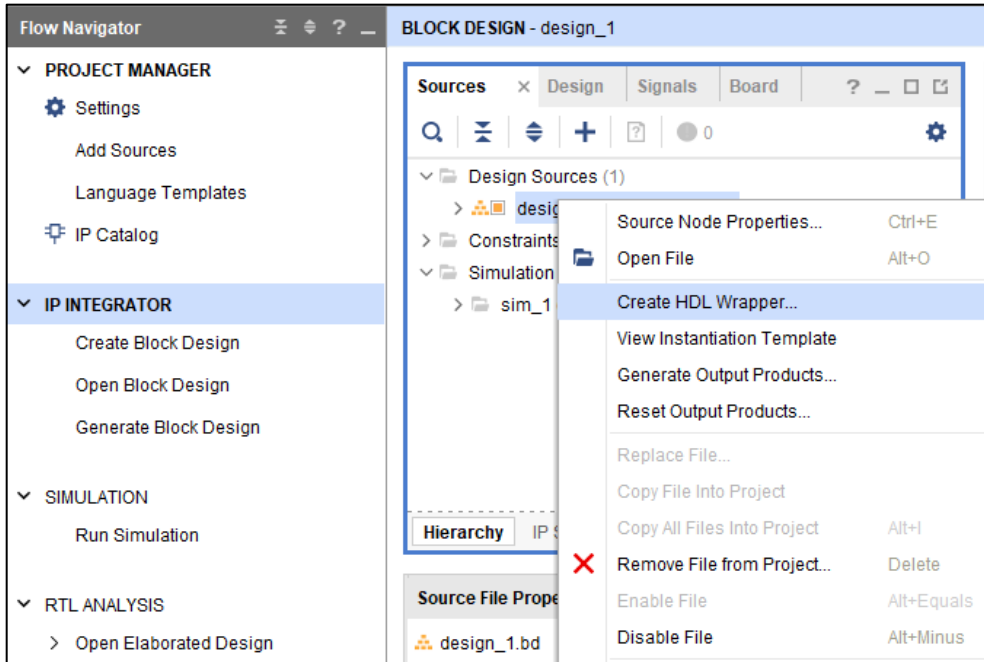 Flow Navigator ?
PROJECT MANAGER
Settings
Add Sources
Language Templates
IP Catalog
IP INTEGRATOR
Create Block Design
Open Block Design
Generate Block Design
SIMULATION
Run Simulation
RTL ANALYSIS
Open Elaborated Design
BLOCK DESIGN - design_1
Sources Design Signals Board ?
? 0
Design Sources (1)
Constraints
Simulation
sim_1
Hierarchy IP
design_1.bd
Source Node Properties... Ctrl+E
Open File Alt+O
Create HDL Wrapper...
View Instantiation Template
Generate Output Products...
Reset Output Products...
Replace File...
Copy File Into Project
Copy All Files Into Project Alt+I
Remove File from Project... Delete
Enable File Alt+Equals
Disable File Alt+Minus
Source File